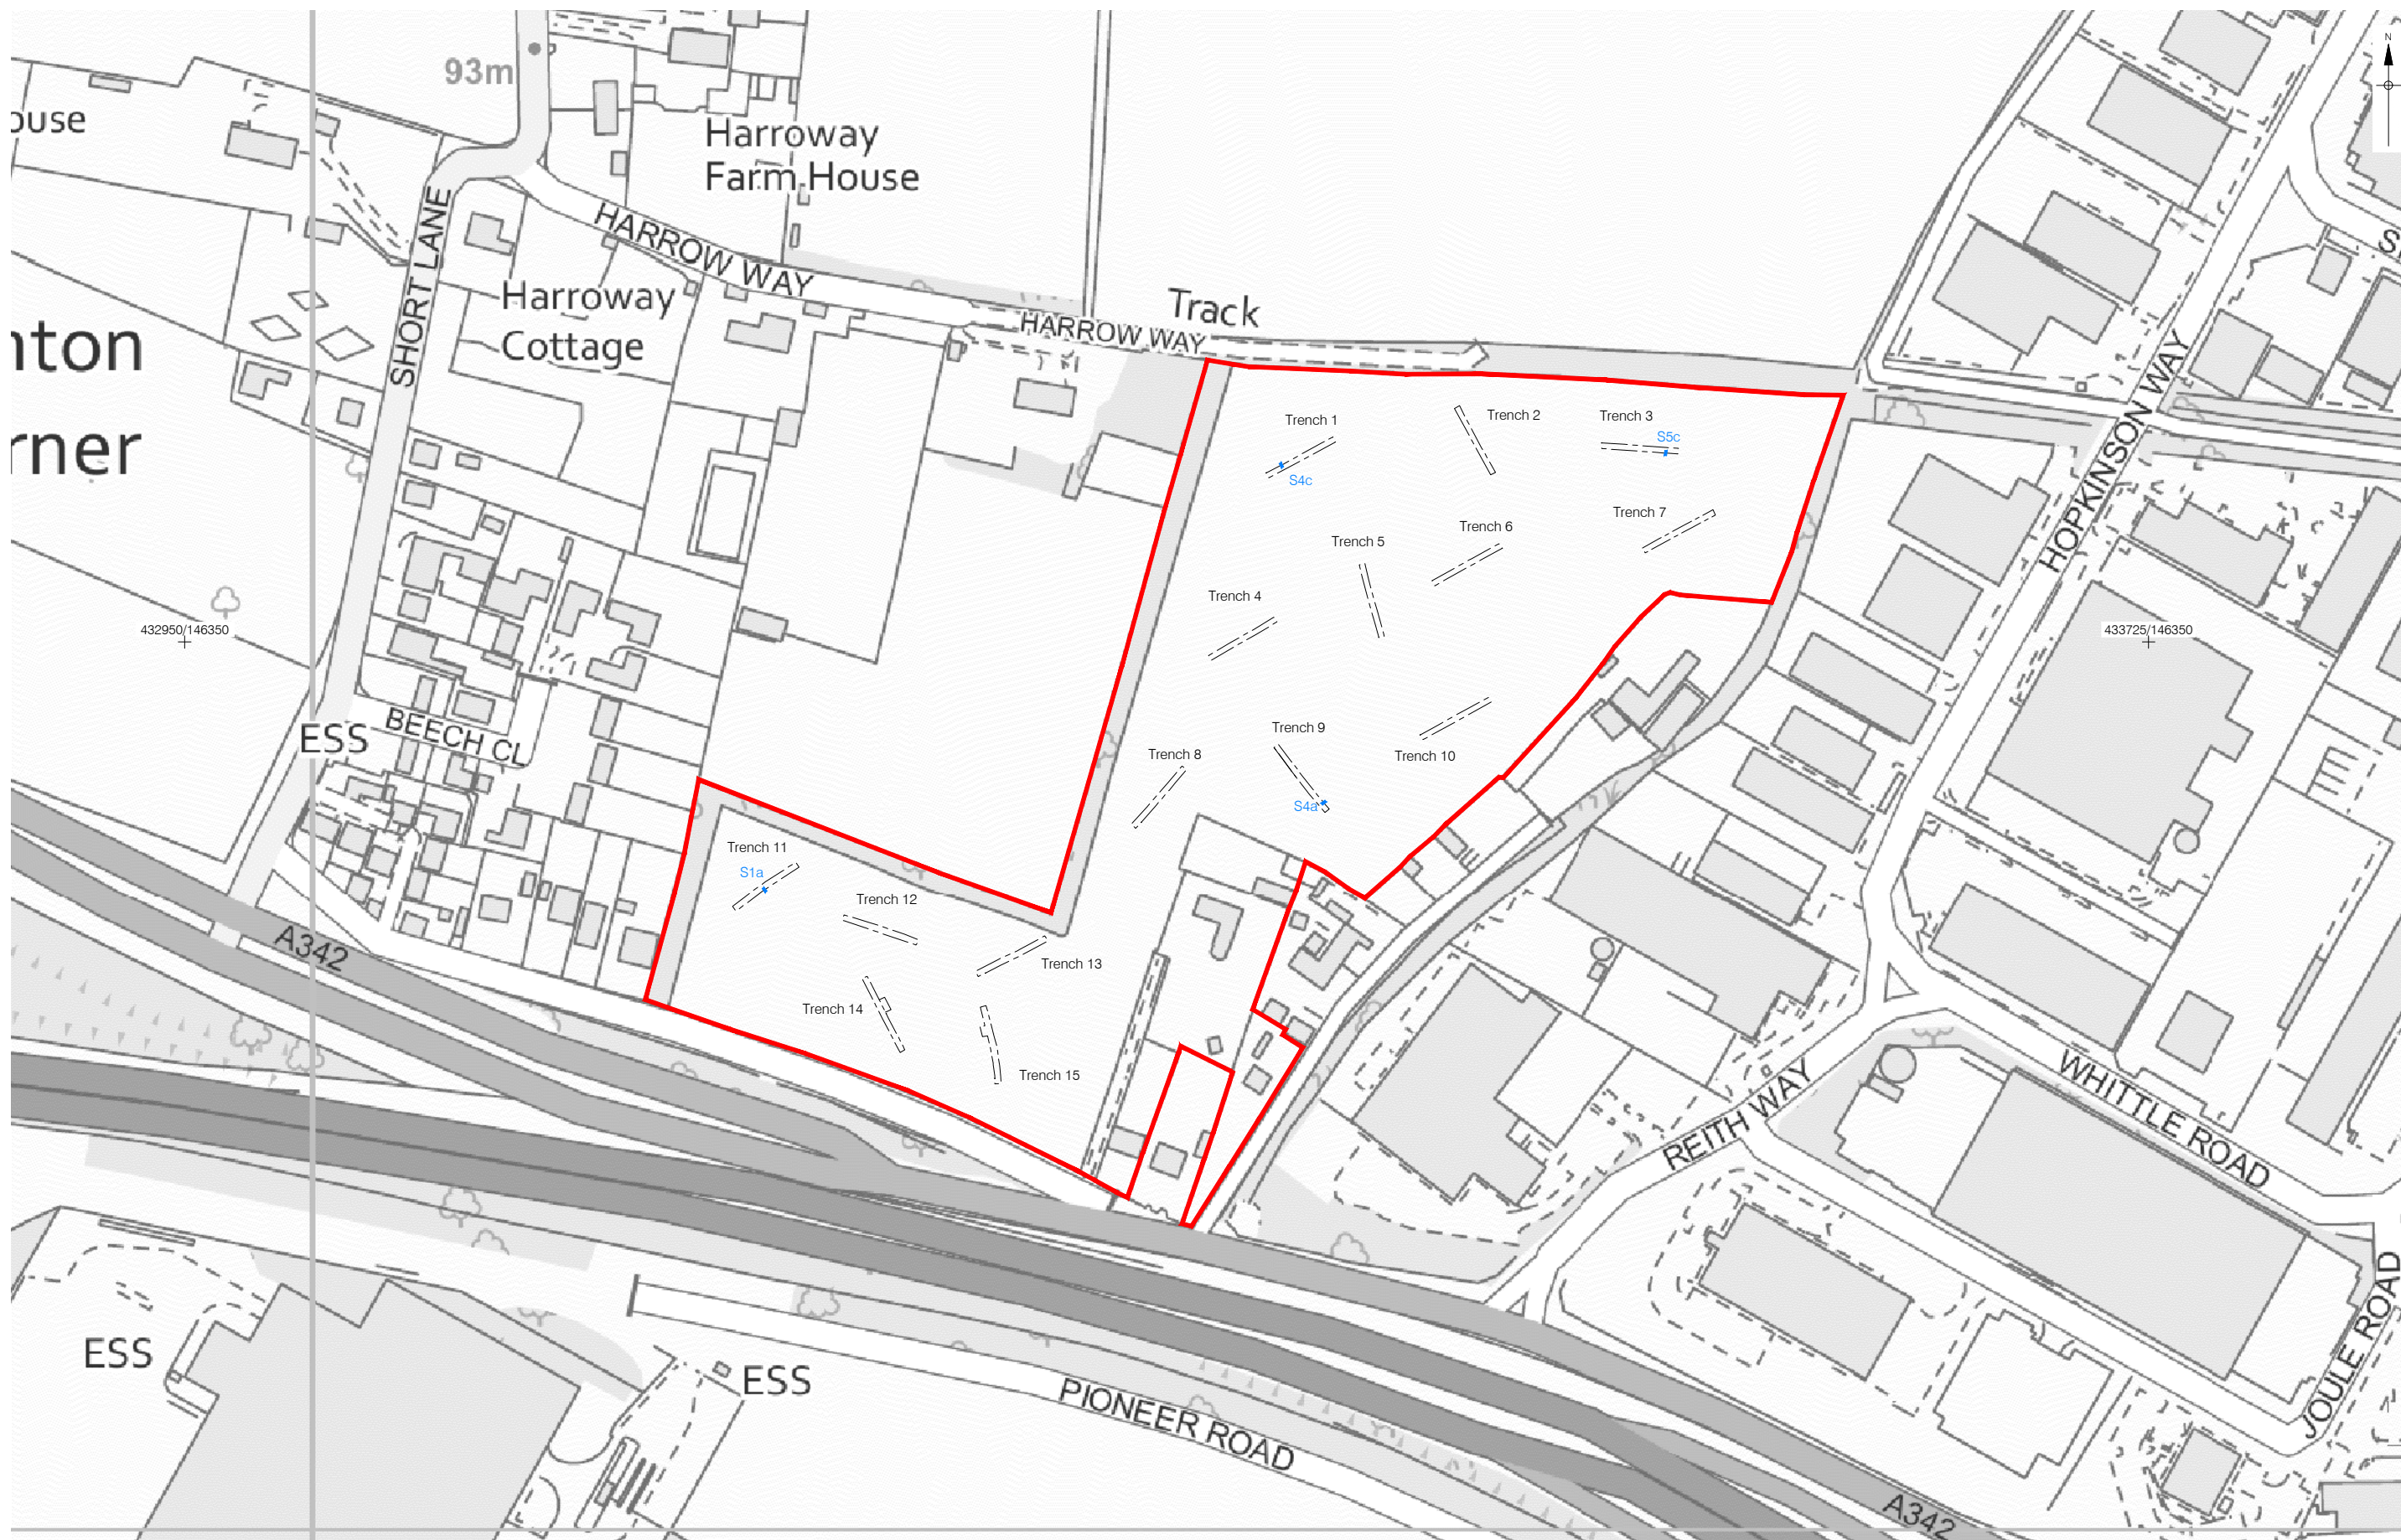 N
93m
ouse
Harroway
Farm House
SHORT LANE
HARROW WAY
Harroway
Cottage
Track
HARROW WAY
nton
rner
HOPKINSON WAY
Trench 1
S4c
Trench 2
Trench 3
S5c
Trench 7
Trench 6
Trench 5
Trench 4
432950/146350
433725/146350
BEECH CL
ESS
Trench 9
Trench 8
Trench 10
S4a
Trench 11
S1a
Trench 12
A342
Trench 13
Trench 14
Trench 15
REITH WAY
WHITTLE ROAD
JOULE ROAD
ESS
ESS
PIONEER ROAD
A342